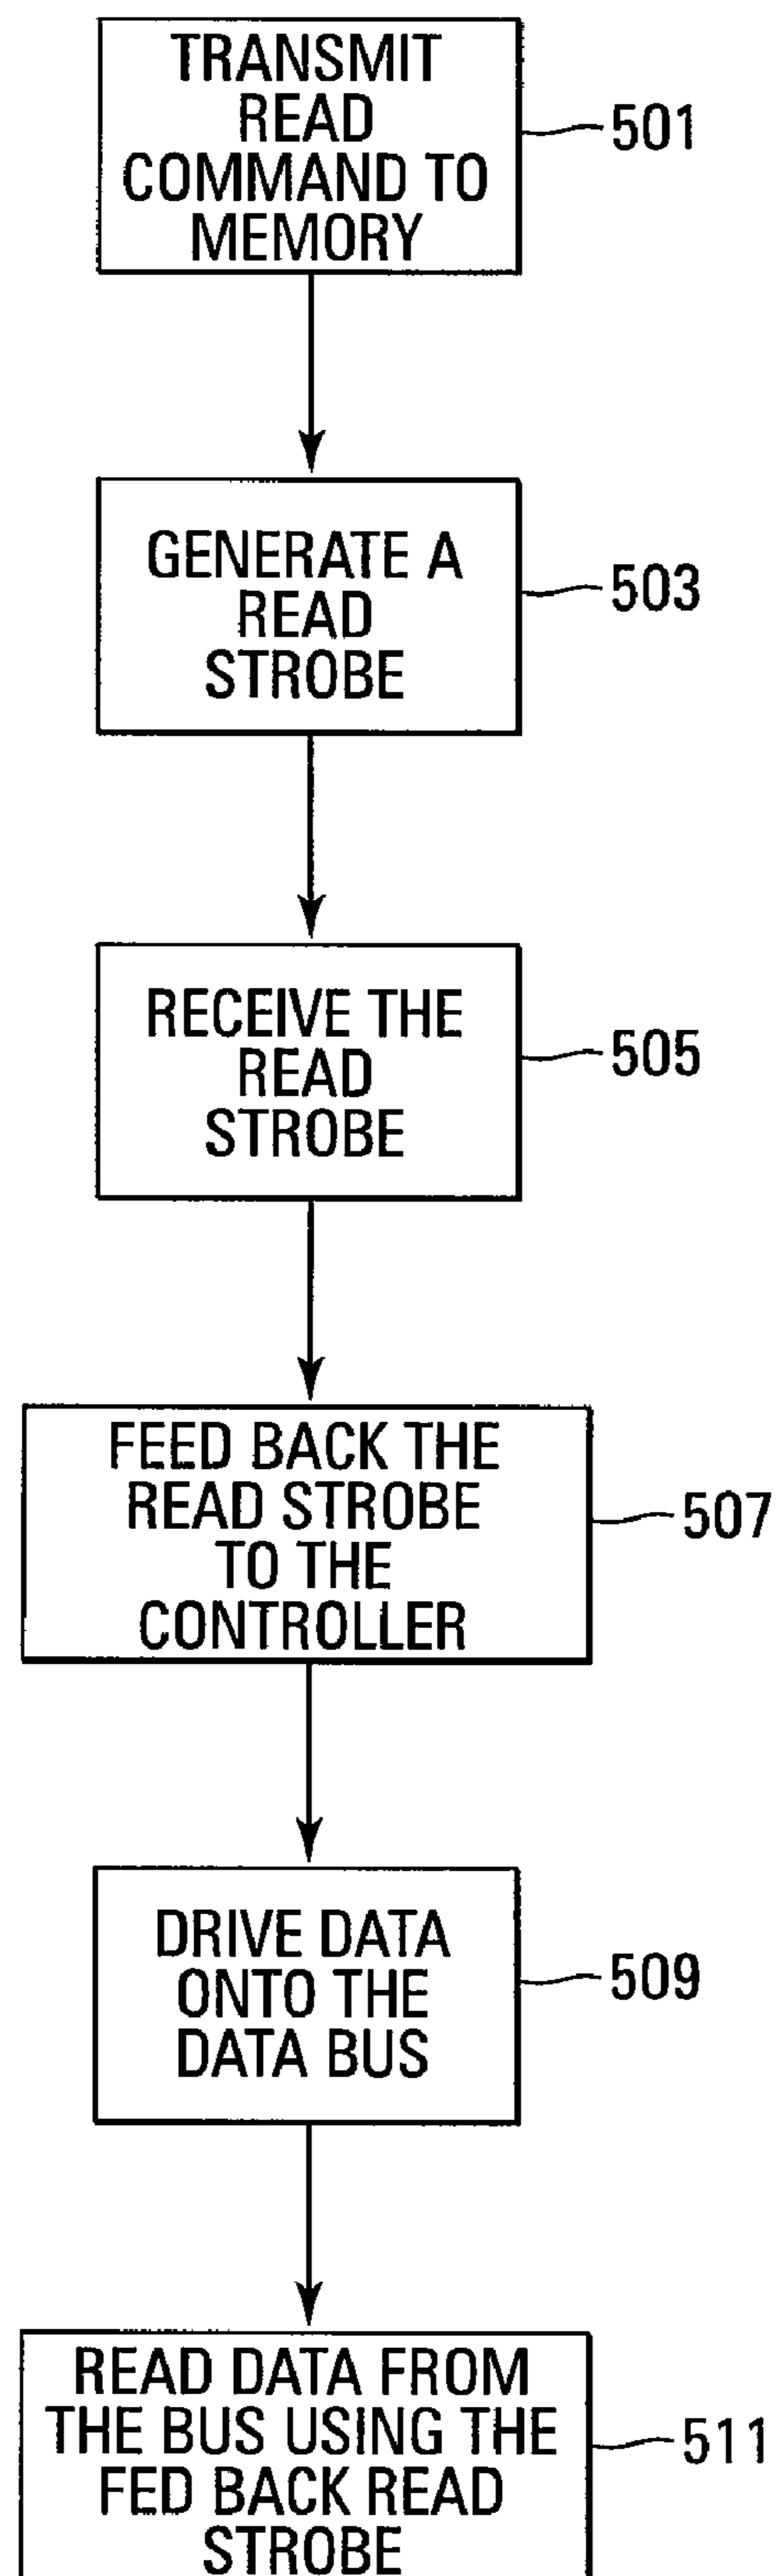 TRANSMIT
READ
COMMAND TO
MEMORY
501
GENERATE A
READ
STROBE
503
RECEIVE THE
READ
STROBE
505
FEED BACK THE
READ STROBE
TO THE
CONTROLLER
507
DRIVE DATA
ONTO THE
DATA BUS
509
READ DATA FROM
THE BUS USING THE
FED BACK READ
STROBE
511